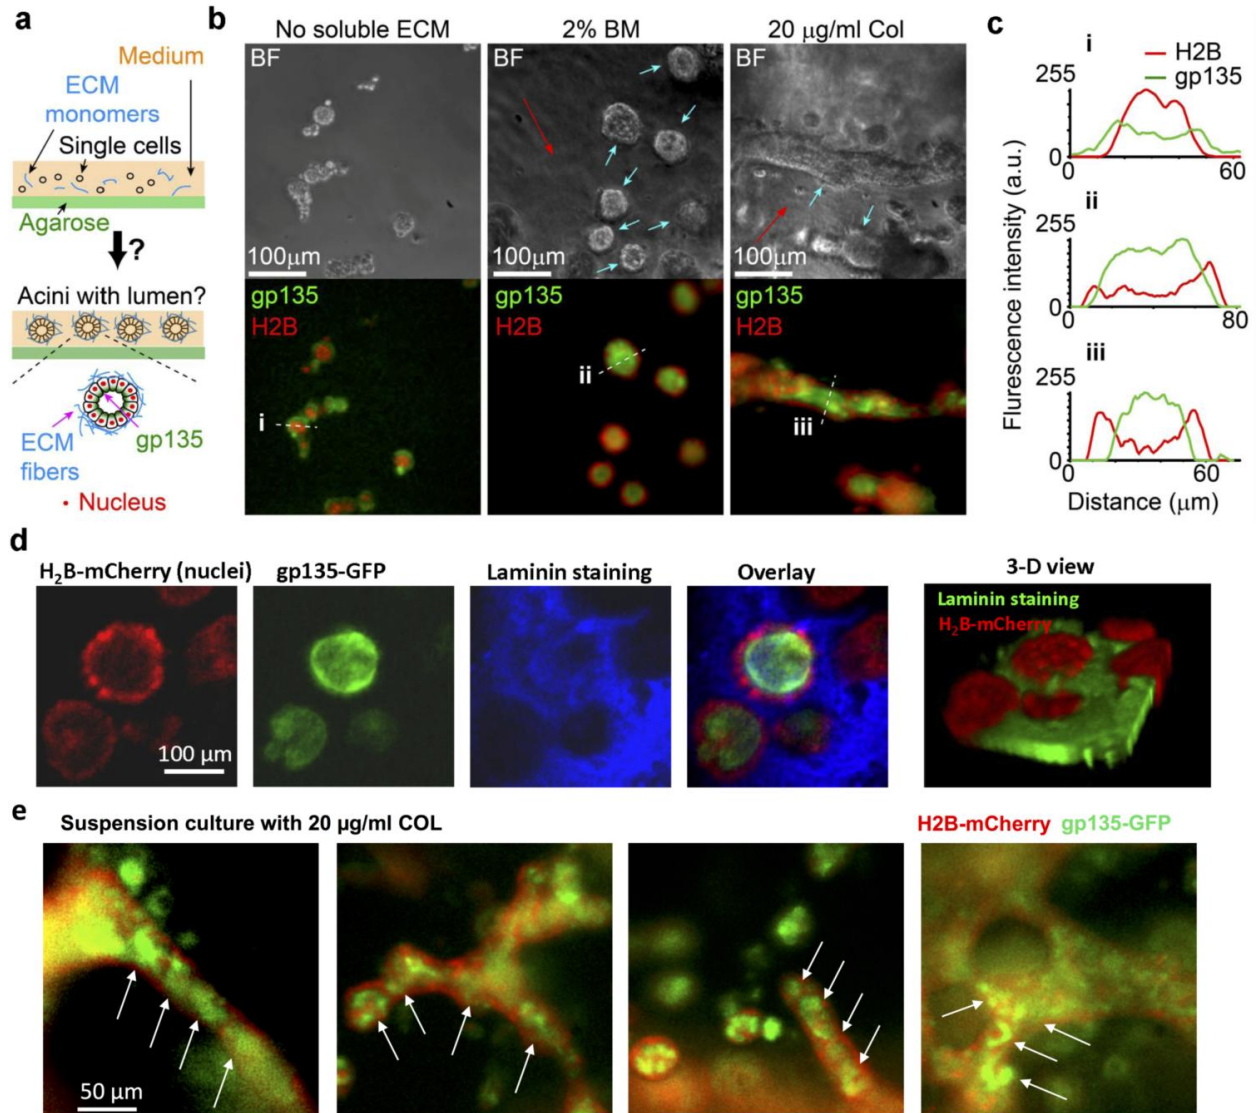 a
Medium
ECM
monomers
Single cells
Agarose
?
Acini with lumen?
ECM
fibers
gp135
• Nucleus
b
No soluble ECM
2% BM
20 μg/ml Col
BF
BF
BF
100μm
100μm
100μm
gp135
H2B
gp135
H2B
gp135
H2B
i
ii
iii
c
i
H2B
gp135
255
0
0
60
ii
255
0
0
80
iii
255
0
0
60
Flurescence intensity (a.u.)
Distance (μm)
d
H2B-mCherry (nuclei)
gp135-GFP
Laminin staining
Overlay
3-D view
100 μm
Laminin staining
H2B-mCherry
e
Suspension culture with 20 μg/ml COL
H2B-mCherry gp135-GFP
50 μm